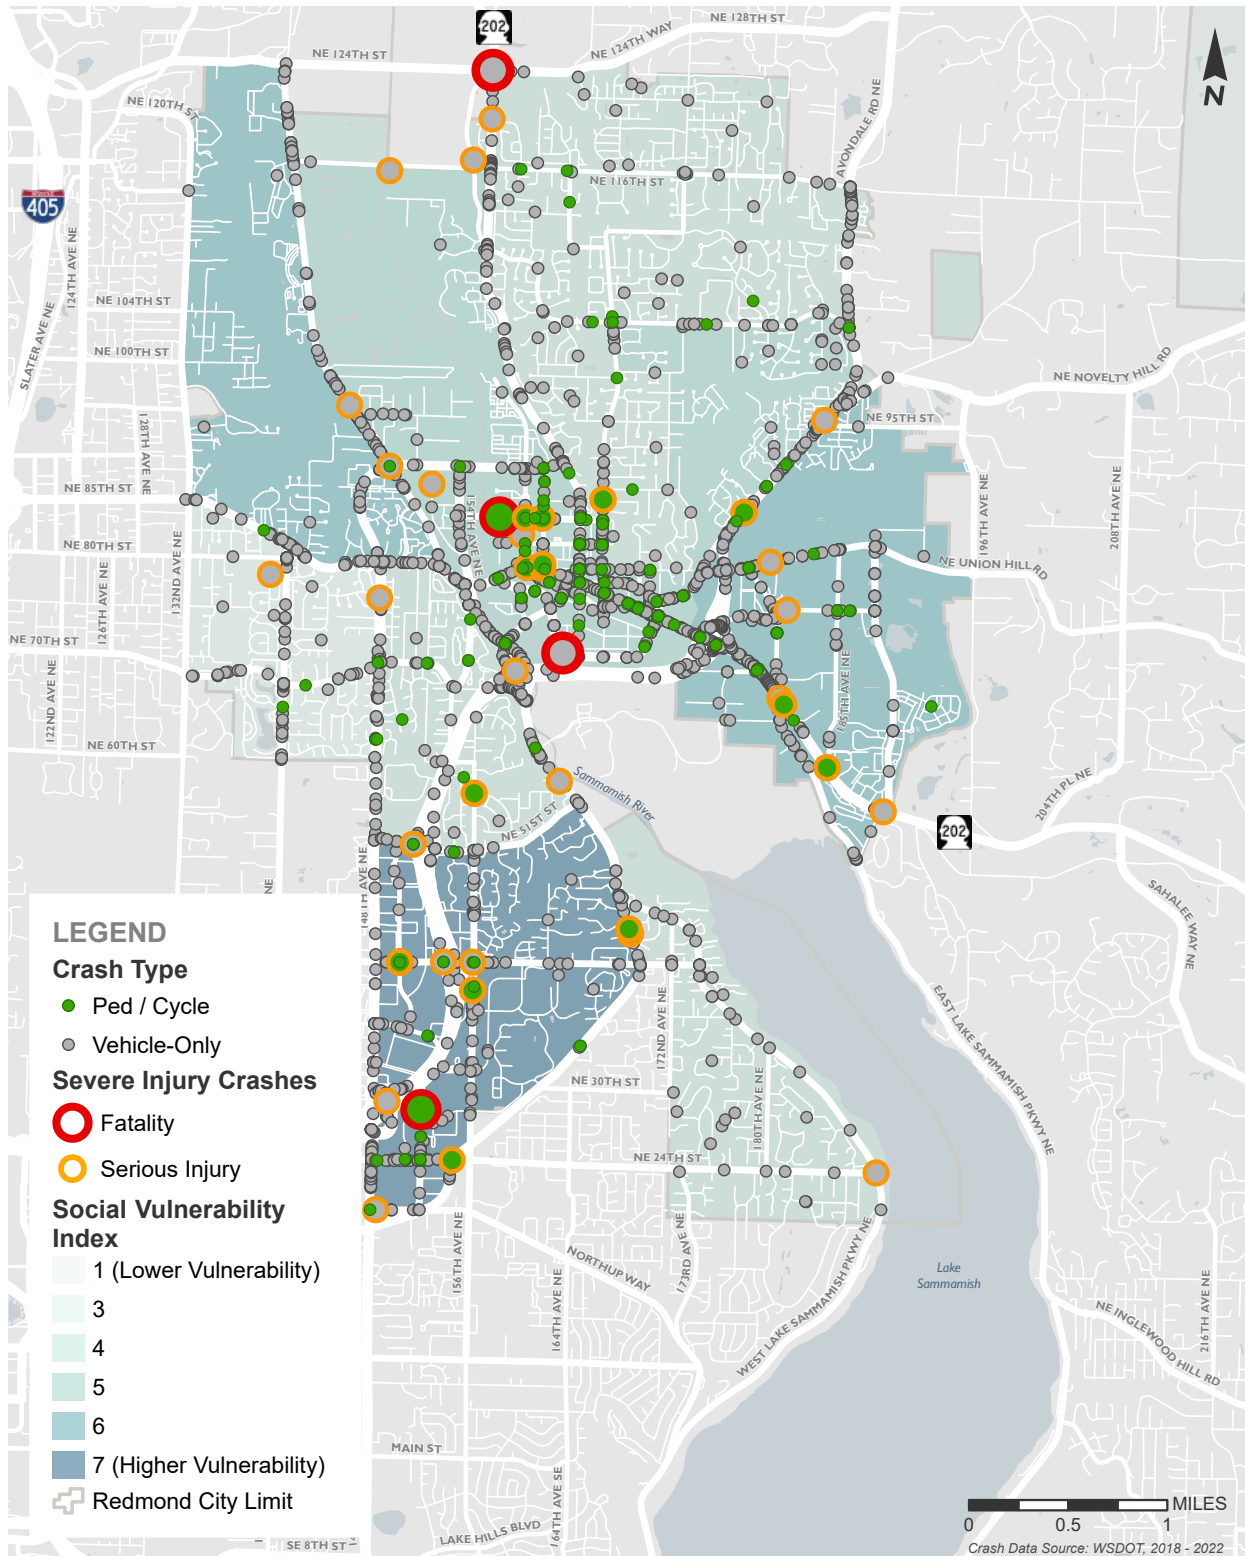 202
NE 128TH ST
NE 124TH WAY
NE 124TH ST
N
NE 120TH ST
AVONDALE RD NE
NE 116TH ST
405
124TH AVE NE
NE 104TH ST
SLATER AVE NE
NE 100TH ST
NE NOVELTY HILL RD
128TH AVE NE
NE 95TH ST
NE 85TH ST
154TH AVE NE
196TH AVE NE
208TH AVE NE
NE 80TH ST
132ND AVE NE
126TH AVE NE
NE UNION HILL RD
NE 70TH ST
122ND AVE NE
185TH AVE NE
NE 60TH ST
Sammamish River
204TH PL NE
NE 51ST ST
202
148TH AVE NE
NE
SAHALEE WAY NE
LEGEND
Crash Type
Ped / Cycle
Vehicle-Only
Severe Injury Crashes
Fatality
Serious Injury
Social Vulnerability
Index
1 (Lower Vulnerability)
3
4
5
6
7 (Higher Vulnerability)
Redmond City Limit
172ND AVE NE
EAST LAKE SAMMAMISH PKWY NE
NE 30TH ST
180TH AVE NE
NE 24TH ST
156TH AVE NE
NORTHUP WAY
173RD AVE NE
164TH AVE NE
WEST LAKE SAMMAMISH PKWY NE
Lake
Sammamish
NE INGLEWOOD HILL RD
216TH AVE NE
MAIN ST
164TH AVE SE
LAKE HILLS BLVD
SE 8TH ST
MILES
0
0.5
1
Crash Data Source: WSDOT, 2018 - 2022